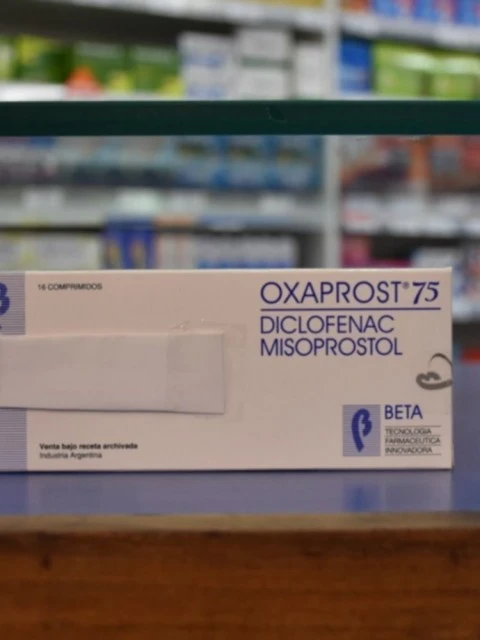 16 COMPRIMIDOS
OXAPROST® 75
DICLOFENAC
MISOPROSTOL
BETA
TECNOLOGIA
FARMACEUTICA
INNOVADORA
Venta bajo receta archivada
Industria Argentina